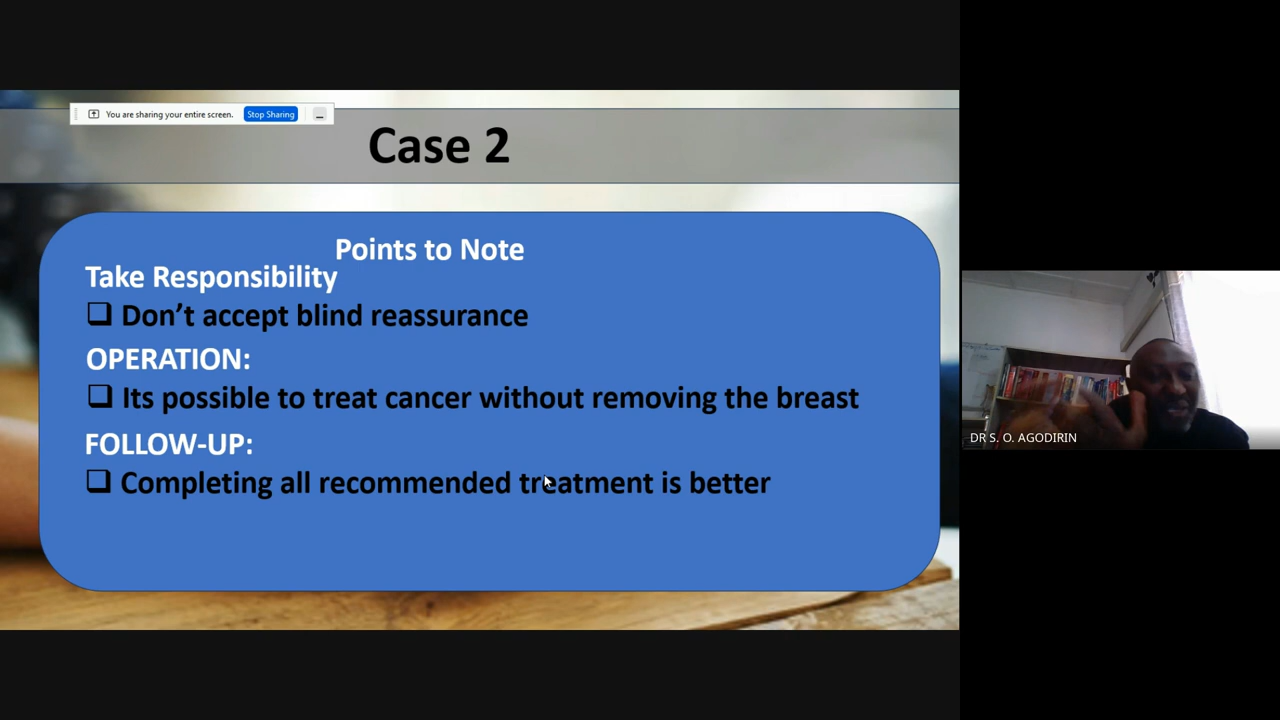 You are sharing your entire screen.
Stop Sharing
Case 2
Points to Note
Take Responsibility
Don’t accept blind reassurance
OPERATION:
Its possible to treat cancer without removing the breast
FOLLOW-UP:
Completing all recommended treatment is better
DR S. O. AGODIRIN